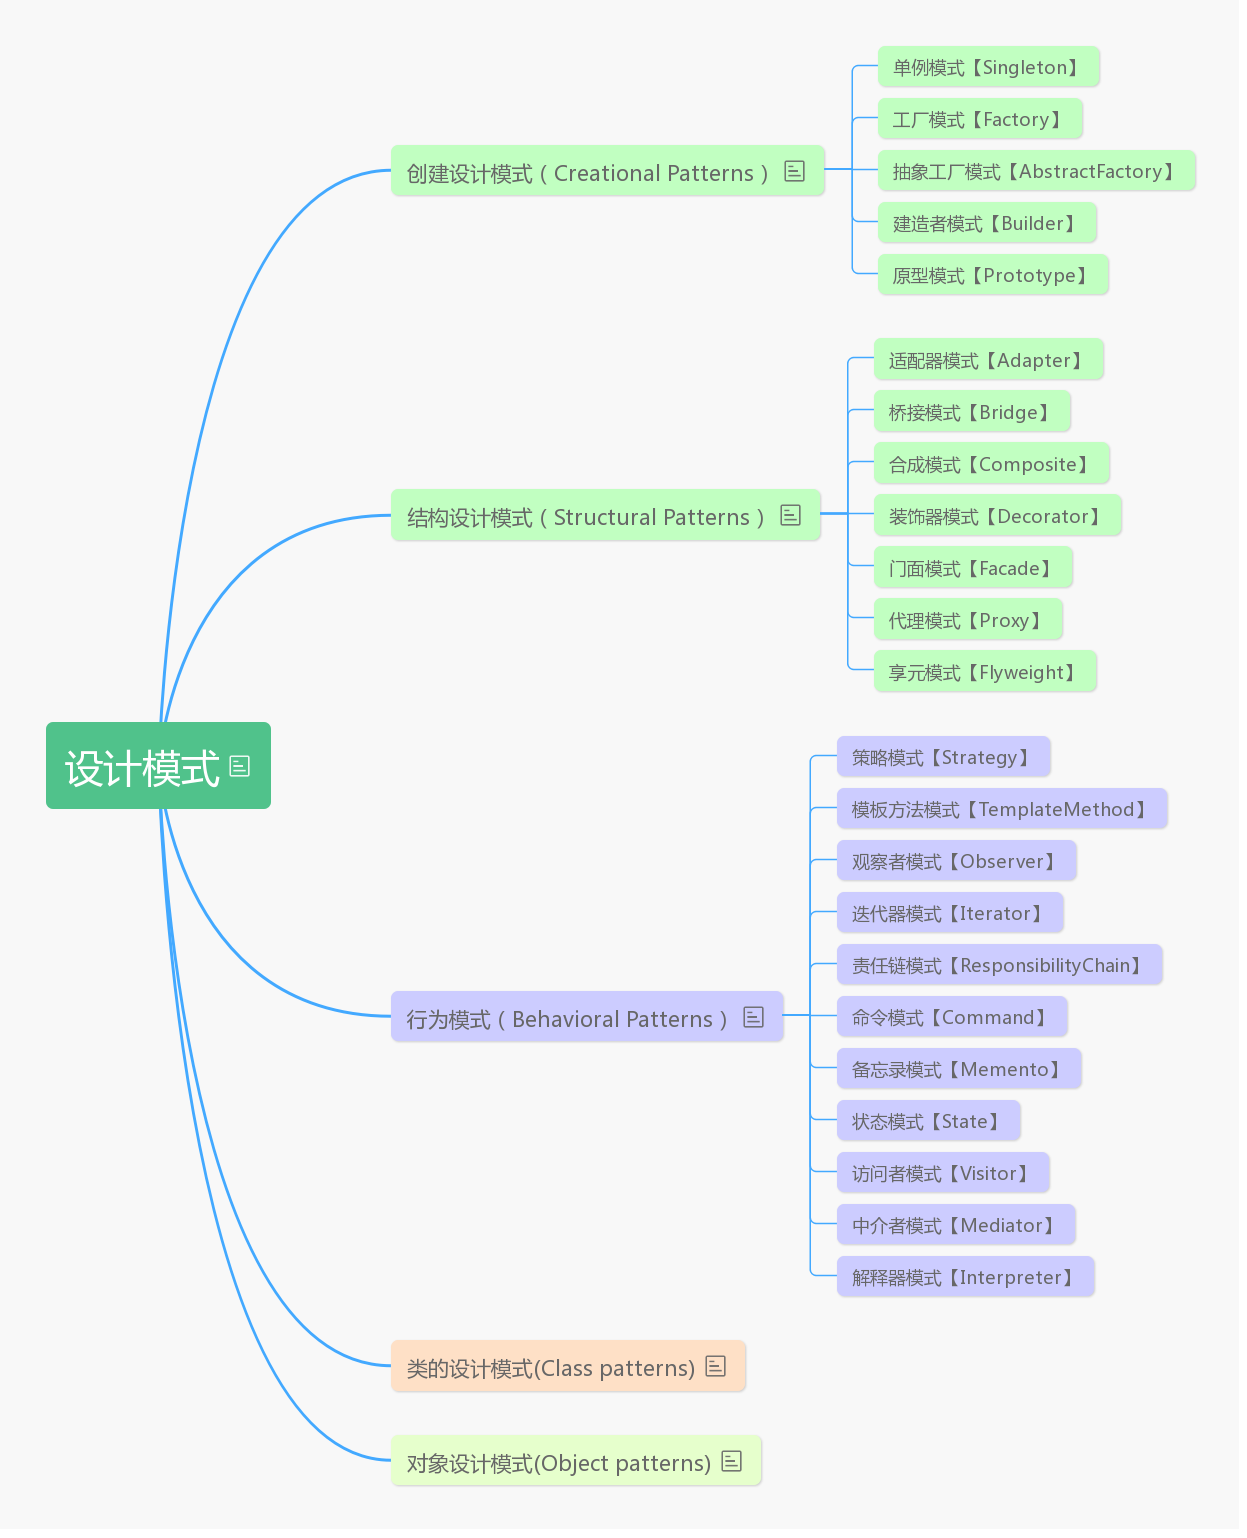 设计模式
创建设计模式（Creational Patterns）
单例模式【Singleton】
工厂模式【Factory】
抽象工厂模式【AbstractFactory】
建造者模式【Builder】
原型模式【Prototype】
结构设计模式（Structural Patterns）
适配器模式【Adapter】
桥接模式【Bridge】
合成模式【Composite】
装饰器模式【Decorator】
门面模式【Facade】
代理模式【Proxy】
享元模式【Flyweight】
行为模式（Behavioral Patterns）
策略模式【Strategy】
模板方法模式【TemplateMethod】
观察者模式【Observer】
迭代器模式【Iterator】
责任链模式【ResponsibilityChain】
命令模式【Command】
备忘录模式【Memento】
状态模式【State】
访问者模式【Visitor】
中介者模式【Mediator】
解释器模式【Interpreter】
类的设计模式(Class patterns)
对象设计模式(Object patterns)